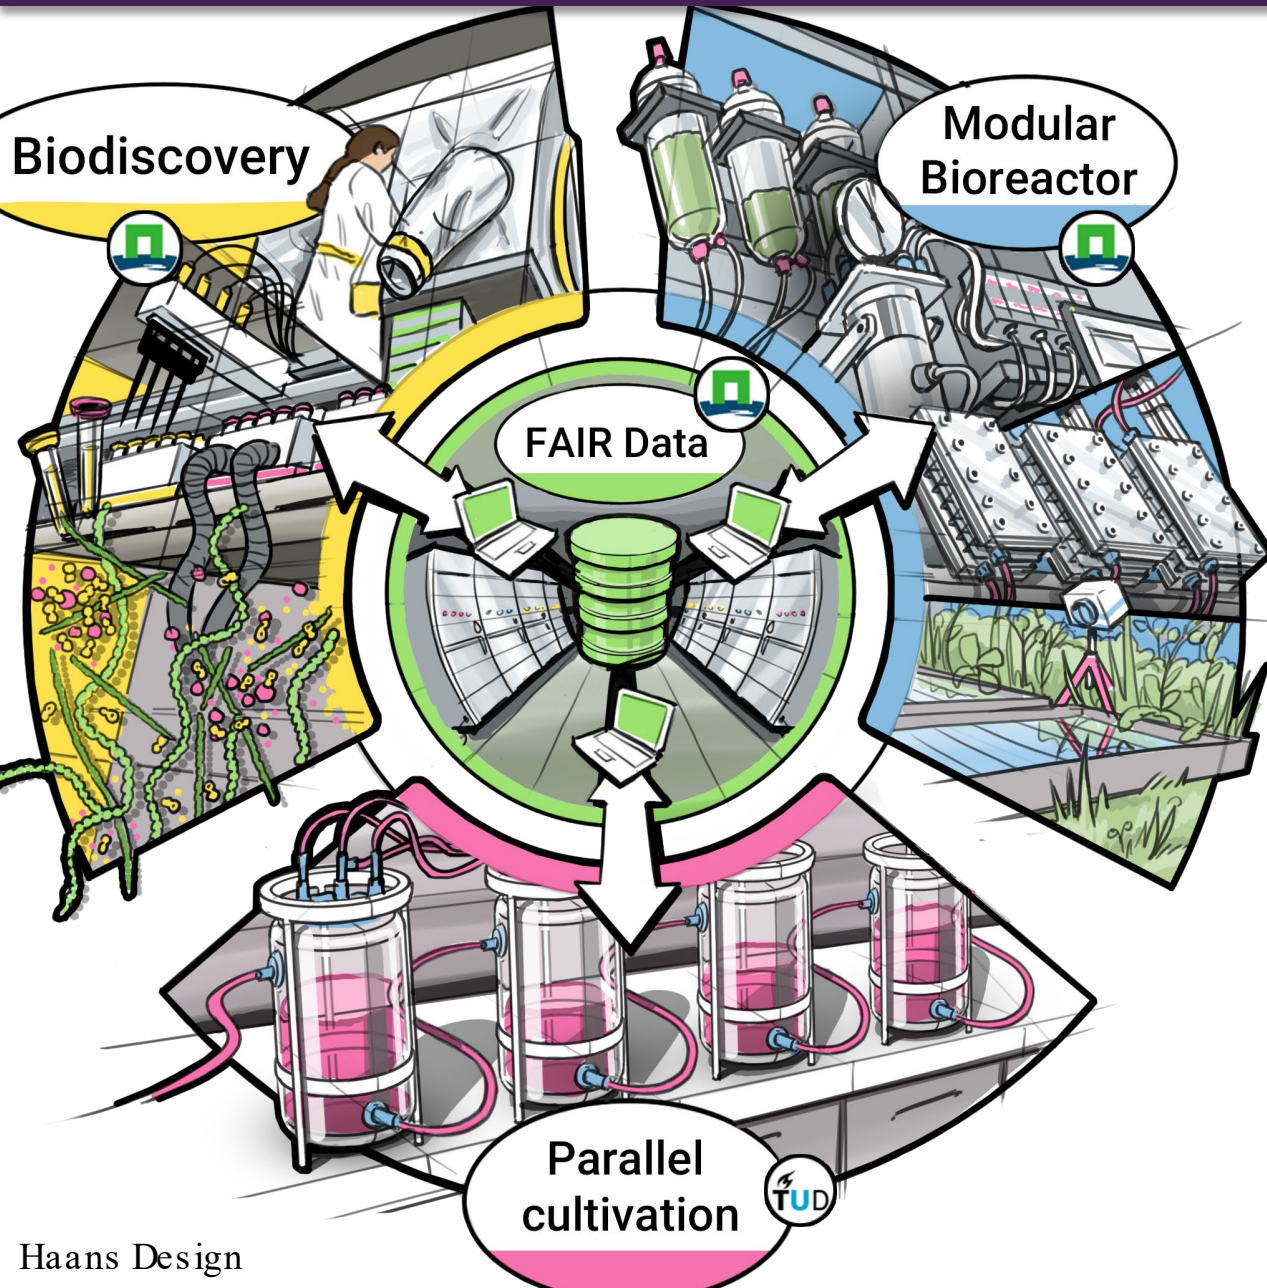 Biodiscovery
Modular
Bioreactor
FAIR Data
Parallel
cultivation
TUD
Haans Design